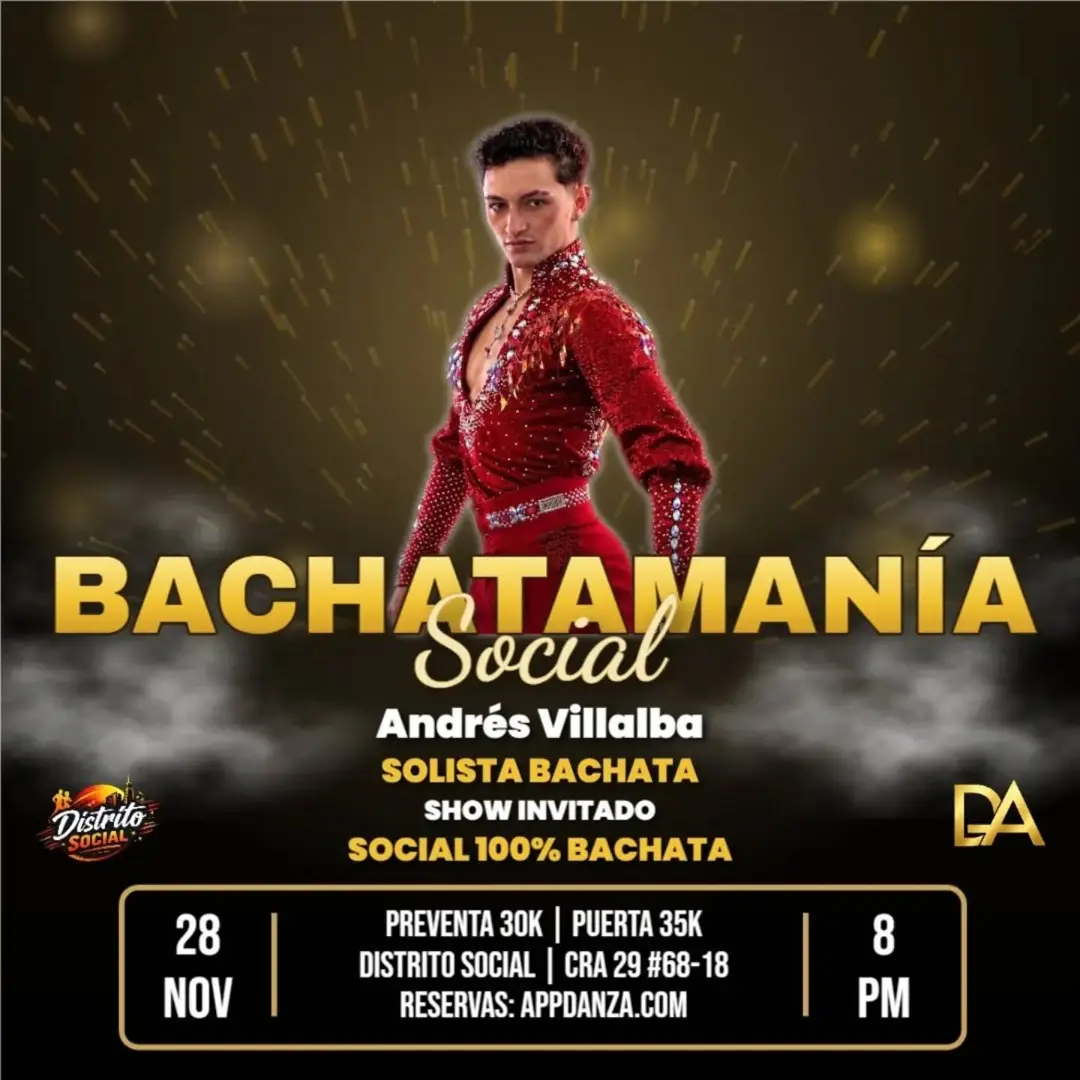 BACHATAMANÍA
Social
Andrés Villalba
SOLISTA BACHATA
SHOW INVITADO
SOCIAL 100% BACHATA
Distrito
SOCIAL
DA
28
NOV
PREVENTA 30K | PUERTA 35K
DISTRITO SOCIAL | CRA 29 #68-18
RESERVAS: APPDANZA.COM
8
PM